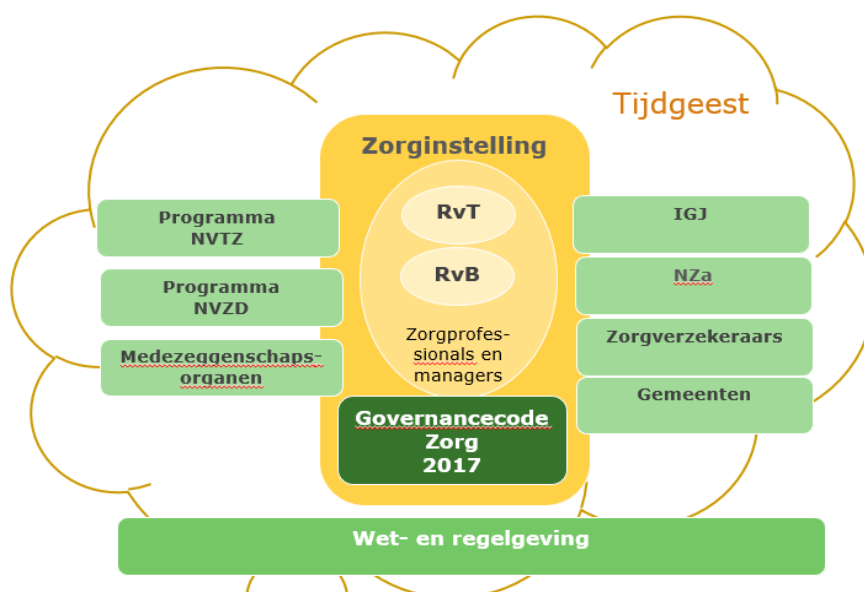 Tijdgeest
Zorginstelling
RvT
RvB
Zorgprofes-
sionals en
managers
Governancecode
Zorg
2017
Programma
NVTZ
Programma
NVZD
Medezeggenschaps-
organen
IGJ
NZa
Zorgverzekeraars
Gemeenten
Wet- en regelgeving